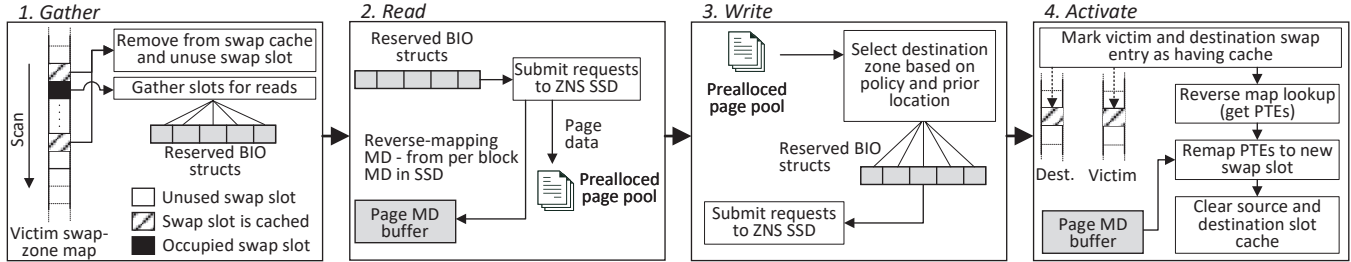 1. Gather
Remove from swap cache
and unuse swap slot
Gather slots for reads
Scan
Reserved BIO
structs
Unused swap slot
Swap slot is cached
Occupied swap slot
Victim swap-
zone map
2. Read
Reserved BIO
structs
Submit requests
to ZNS SSD
Reverse-mapping
MD - from per block
MD in SSD
Page
data
Prealloced
page pool
Page MD
buffer
3. Write
Prealloced
page pool
Select destination
zone based on
policy and prior
location
Reserved BIO
structs
Submit requests
to ZNS SSD
4. Activate
Mark victim and destination swap
entry as having cache
Reverse map lookup
(get PTEs)
Remap PTEs to new
swap slot
Dest.
Victim
Page MD
buffer
Clear source and
destination slot
cache